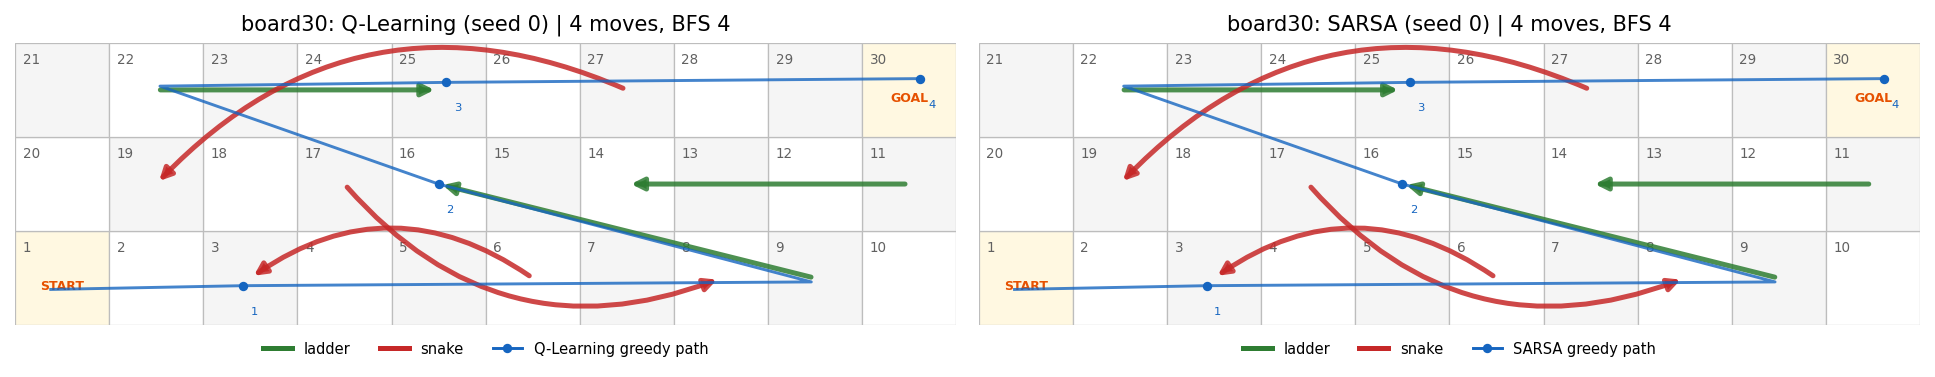 board30: Q-Learning (seed 0) | 4 moves, BFS 4
21 22 23 24 25 26 27 28 29 30
3
GOAL 4
20 19 18 17 16 15 14 13 12 11
2
1 2 3 4 5 6 7 8 9 10
START
1
ladder snake Q-Learning greedy path
board30: SARSA (seed 0) | 4 moves, BFS 4
21 22 23 24 25 26 27 28 29 30
3
GOAL 4
20 19 18 17 16 15 14 13 12 11
2
1 2 3 4 5 6 7 8 9 10
START
1
ladder snake SARSA greedy path